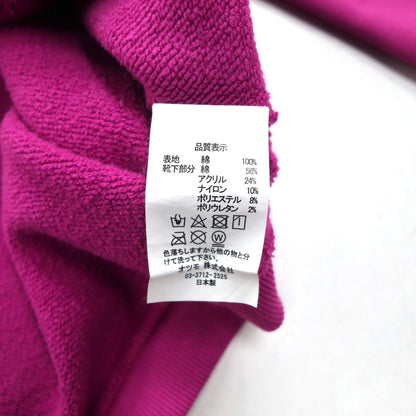 品質表示
表地 綿 100%
靴下部分 綿 56%
アクリル 24%
ナイロン 10%
ポリエステル 8%
ポリウレタン 2%
色落ちしますから他の物と分
けて洗って下さい。
オツモ 株式会社
03-3712-2525
日本製